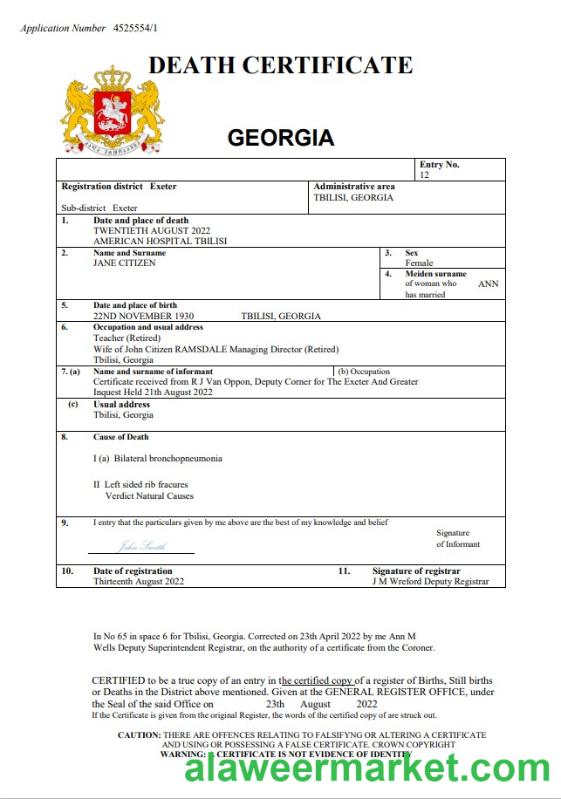 Application Number 4525554/1
DEATH CERTIFICATE
GEORGIA
Entry No.
12
Registration district Exeter
Administrative area
TBILISI, GEORGIA
Sub-district Exeter
1. Date and place of death
TWENTIETH AUGUST 2022
AMERICAN HOSPITAL TBILISI
2. Name and Surname
JANE CITIZEN
3. Sex
Female
4. Meiden surname
of woman who ANN
has married
5. Date and place of birth
22ND NOVEMBER 1930 TBILISI, GEORGIA
6. Occupation and usual address
Teacher (Retired)
Wife of John Citizen RAMSDALE Managing Director (Retired)
Tbilisi, Georgia
7. (a) Name and surname of informant (b) Occupation
Certificate received from R J Van Oppon, Deputy Corner for The Exeter And Greater
Inquest Held 21th August 2022
(c) Usual address
Tbilisi, Georgia
8. Cause of Death
I (a) Bilateral bronchopneumonia
II Left sided rib fracures
Verdict Natural Causes
9. I entry that the particulars given by me above are the best of my knowledge and belief
John Smith
Signature
of Informant
10. Date of registration
Thirteenth August 2022
11. Signature of registrar
J M Wreford Deputy Registrar
In No 65 in space 6 for Tbilisi, Georgia. Corrected on 23th April 2022 by me Ann M
Wells Deputy Superintendent Registrar, on the authority of a certificate from the Coroner.
CERTIFIED to be a true copy of an entry in the certified copy of a register of Births, Still births
or Deaths in the District above mentioned. Given at the GENERAL REGISTER OFFICE, under
the Seal of the said Office on 23th August 2022
If the Certificate is given from the original Register, the words of the certified copy are struck out.
CAUTION: THERE ARE OFFENCES RELATING TO FALSIFYNG OR ALTERING A CERTIFICATE
AND USING OR POSSESSING A FALSE CERTIFICATE. CROWN COPYRIGHT
WARNING: A CERTIFICATE IS NOT EVIDENCE OF IDENTITY
alaweermarket.com